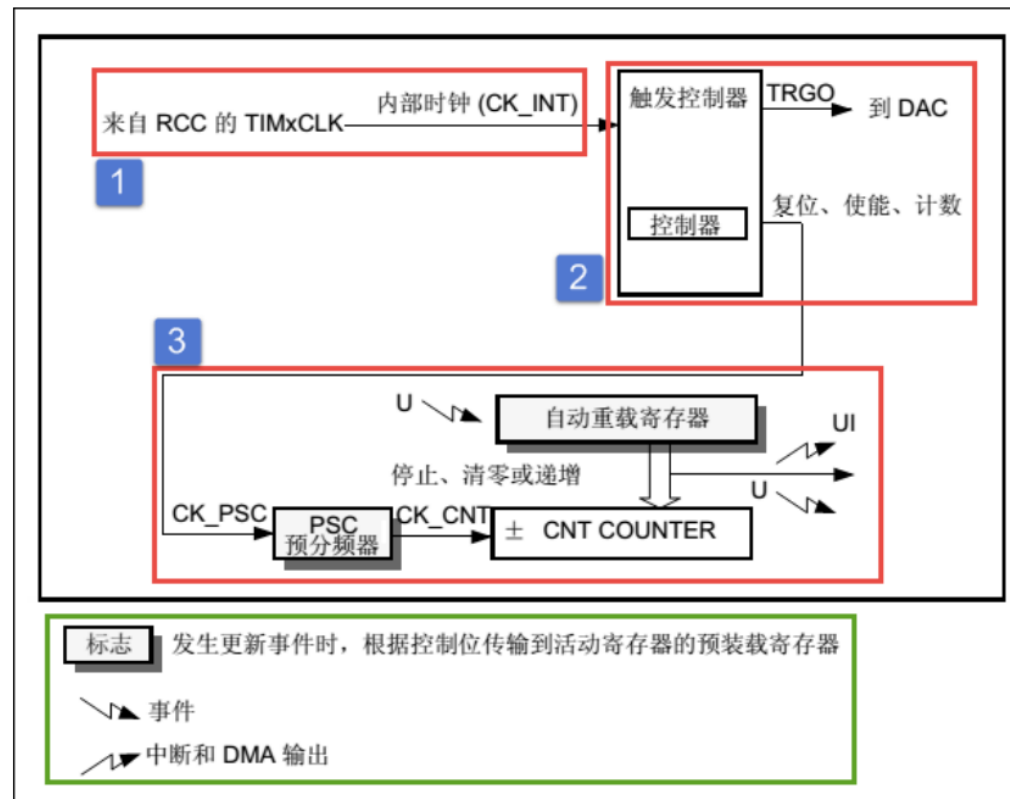 来自 RCC 的 TIMxCLK
内部时钟 (CK_INT)
1
触发控制器
TRGO
到 DAC
控制器
复位、使能、计数
2
3
U
自动重载寄存器
UI
停止、清零或递增
U
CK_PSC
PSC
预分频器
CK_CNT
± CNT COUNTER
标志 发生更新事件时，根据控制位传输到活动寄存器的预装载寄存器
事件
中断和 DMA 输出